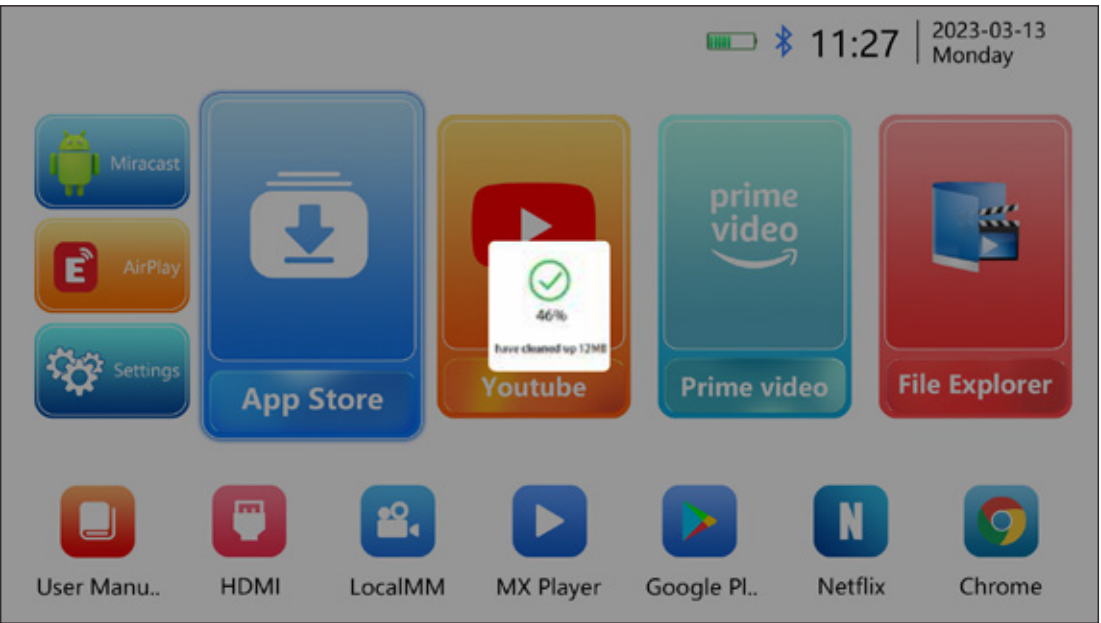 11:27
2023-03-13
Monday
Miracast
AirPlay
Settings
App Store
prime
video
Youtube
Prime video
File Explorer
46%
have cleaned up 12MB
E
User Manu..
HDMI
LocalMM
MX Player
Google Pl..
N
Netflix
Chrome